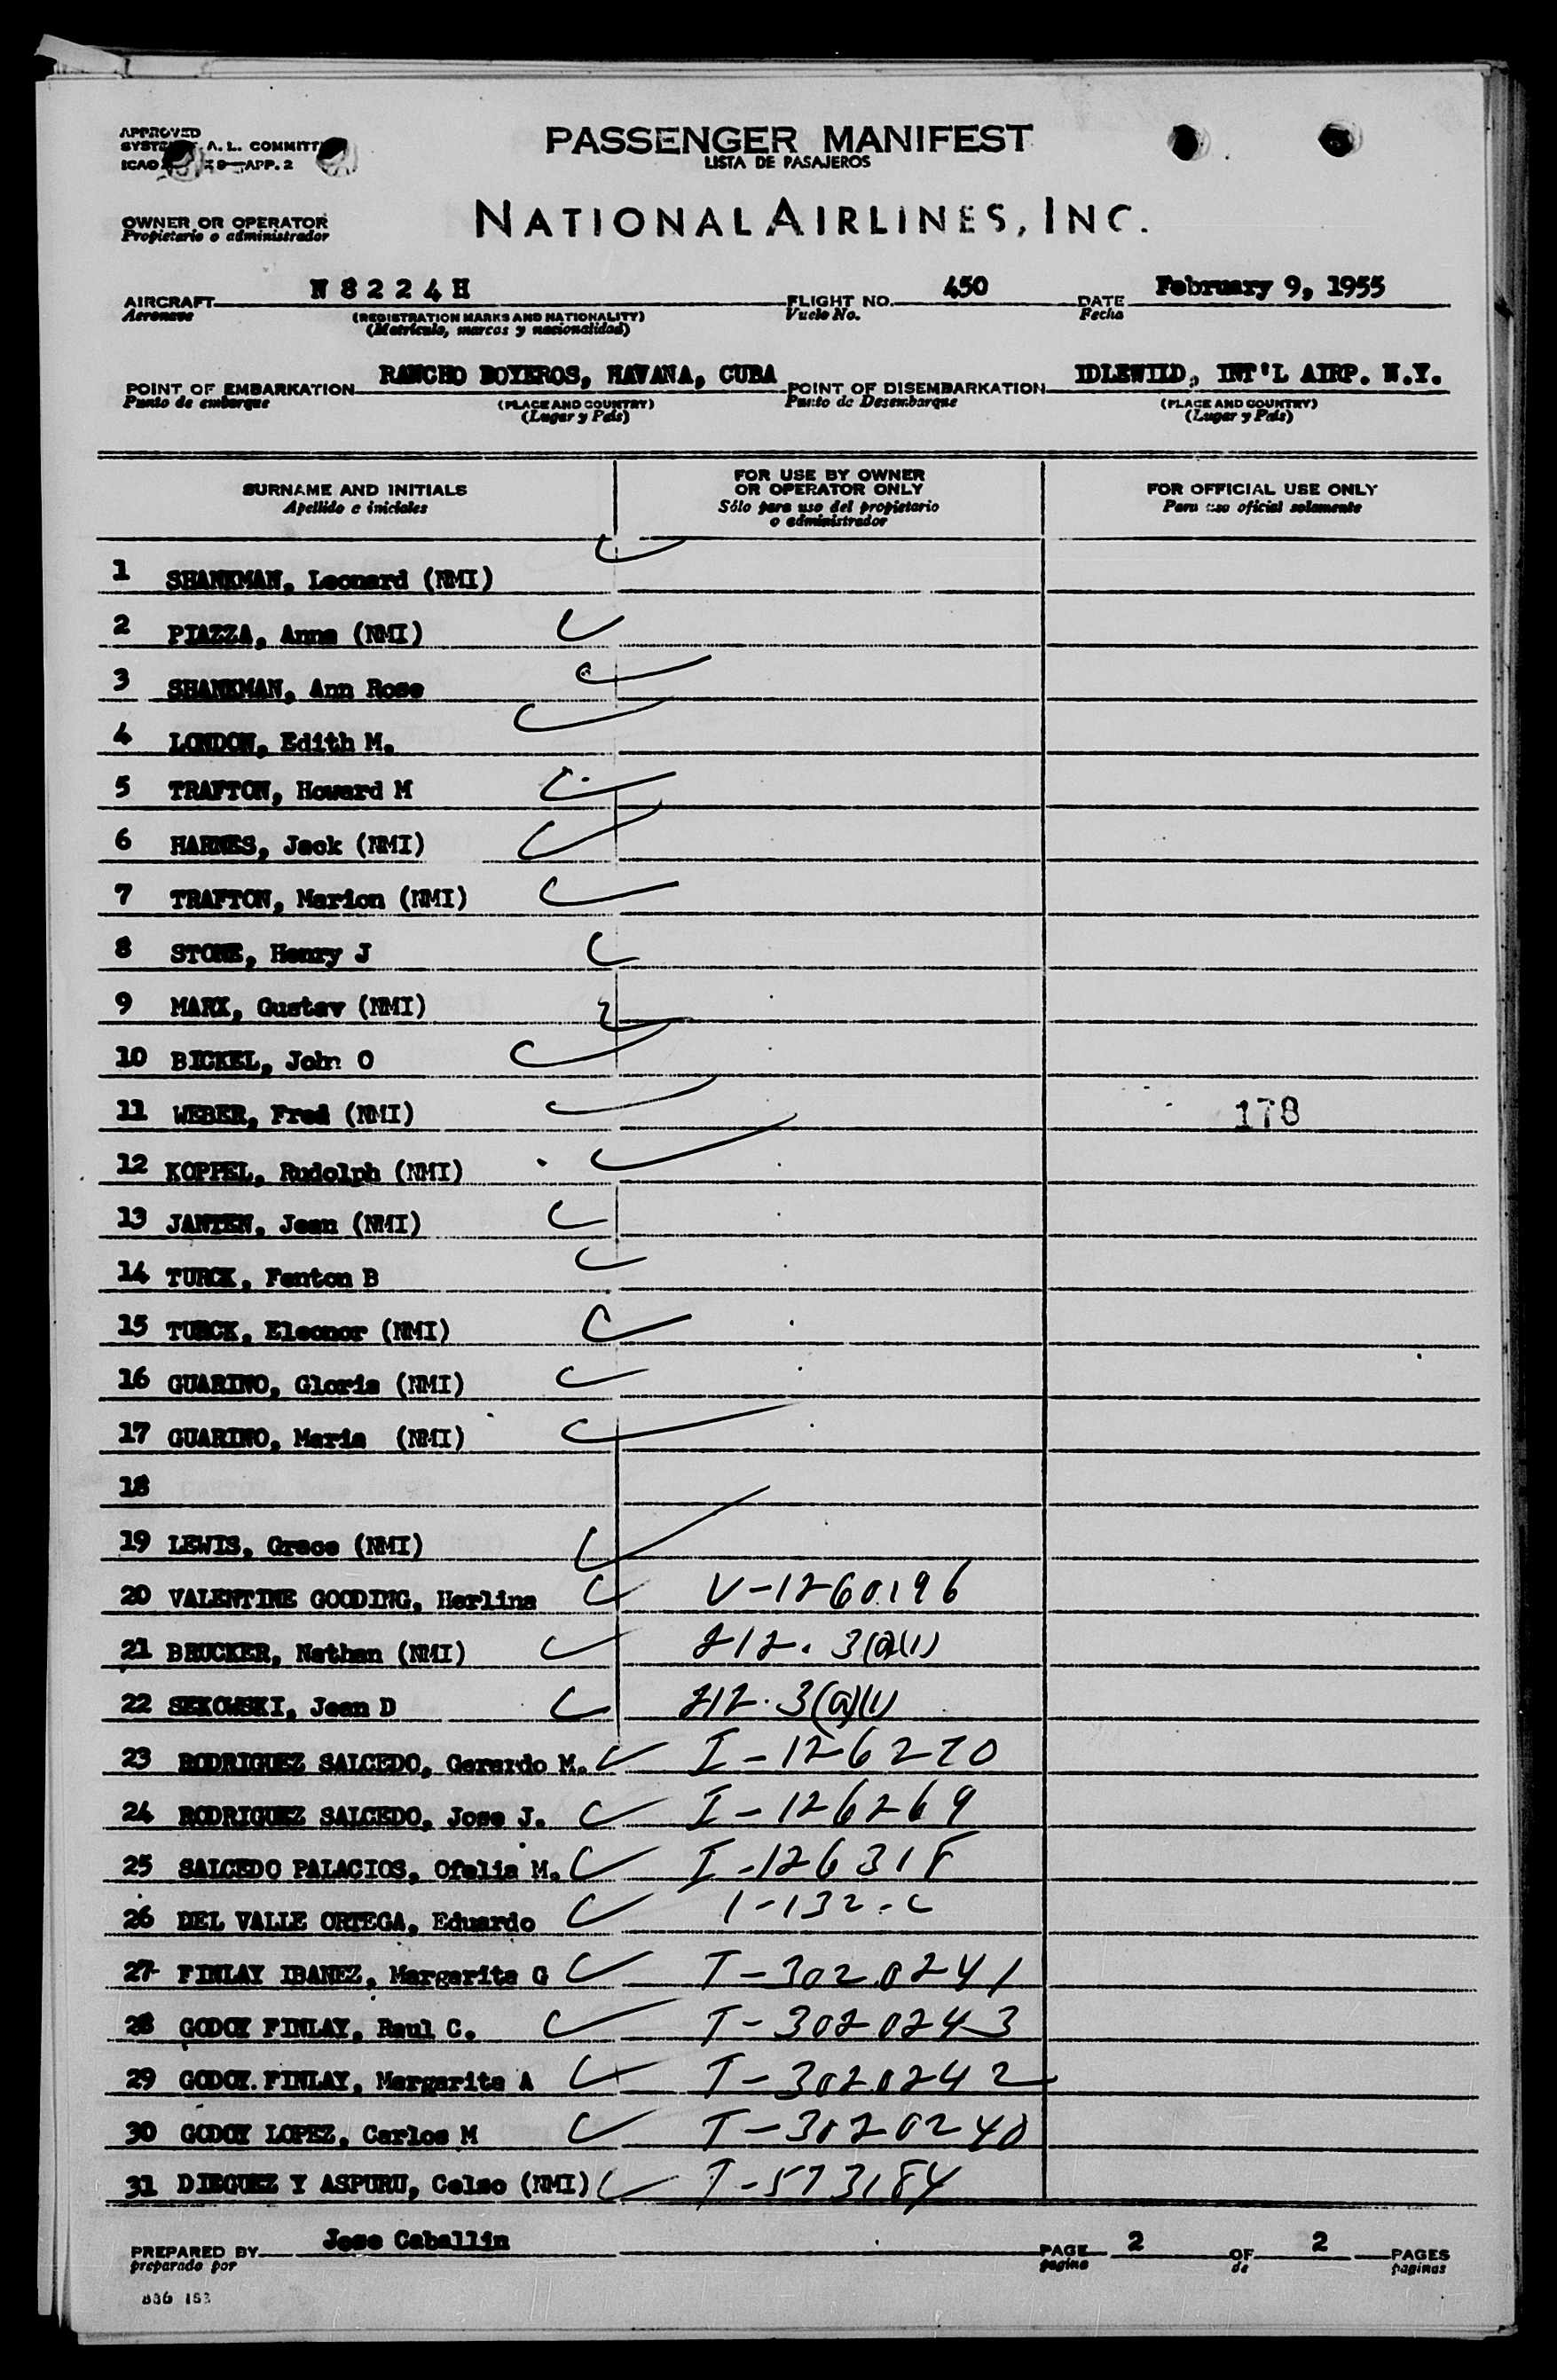 APPROVED
PASSENGER MANIFEST
A. L. COMMITT
LISTA DE PASAJEROS
ICAO 9—APP. 2
OWNER OR OPERATOR
Propietario o administrador
NATIONAL AIRLINES, INC.
AIRCRAFT N 8 2 2 4 H FLIGHT NO. 450 DATE February 9, 1955
Aeronave (REGISTRATION MARKS AND NATIONALITY) Vuelo No. Fecha
(Matrícula, marcas y nacionalidad)
POINT OF EMBARKATION RANCHO BOYEROS, HAVANA, CUBA POINT OF DISEMBARKATION IDLEWILD, INT'L AIRP. N.Y.
Punto de embarque (PLACE AND COUNTRY) Punto de Desembarque (PLACE AND COUNTRY)
(Lugar y País) (Lugar y País)
SURNAME AND INITIALS FOR USE BY OWNER OR OPERATOR ONLY FOR OFFICIAL USE ONLY
Apellido e iniciales Sólo para uso del propietario o administrador Para uso oficial solamente
1 SHANKMAN, Leonard (NMI)
2 PIAZZA, Anna (NMI)
3 SHANKMAN, Ann Rose
4 LONDON, Edith M.
5 TRAFTON, Howard M
6 HARNES, Jack (NMI)
7 TRAFTON, Marion (NMI)
8 STONE, Henry J
9 MARX, Gustav (NMI)
10 BICKEL, John O
11 WEBER, Fred (NMI) 178
12 KOPPEL, Rudolph (NMI)
13 JANTEN, Jean (NMI)
14 TURCK, Fenton B
15 TURCK, Eleonor (NMI)
16 GUARINO, Gloria (NMI)
17 GUARINO, Maria (NMI)
18
19 LEWIS, Grace (NMI)
20 VALENTINE GOODING, Herlina V-1260196
21 BRUCKER, Nathan (NMI) 212.3(a)(1)
22 SEKOWSKI, Jean D 212.3(a)(1)
23 RODRIGUEZ SALCEDO, Gerardo M. I-126270
24 RODRIGUEZ SALCEDO, Jose J. I-126269
25 SALCEDO PALACIOS, Ofelia M. I-126318
26 DEL VALLE ORTEGA, Eduardo I-132-C
27 FINLAY IBANEZ, Margarita G T-3020241
28 GODOY FINLAY, Raul C. T-3020243
29 GODOY FINLAY, Margarita A T-3020242
30 GODOY LOPEZ, Carlos M T-3020240
31 DIEGUEZ Y ASPURU, Celso (NMI) T-573184
PREPARED BY Jose Caballin PAGE 2 OF 2 PAGES
preparado por pagina de paginas